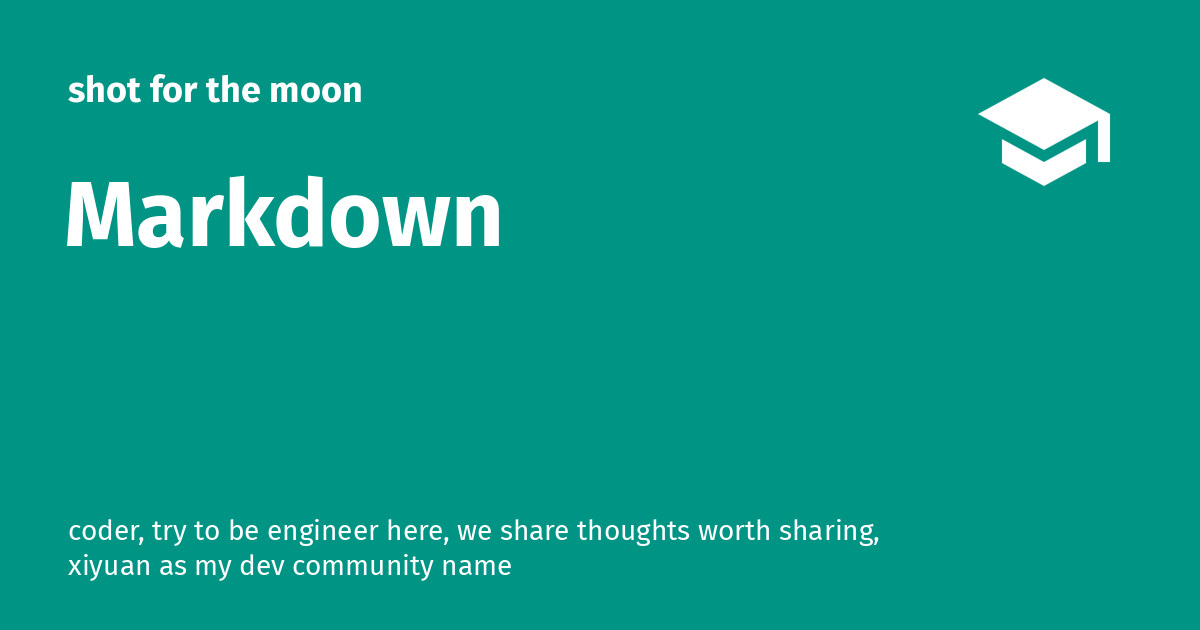 shot for the moon
Markdown
coder, try to be engineer here, we share thoughts worth sharing,
xiyuan as my dev community name